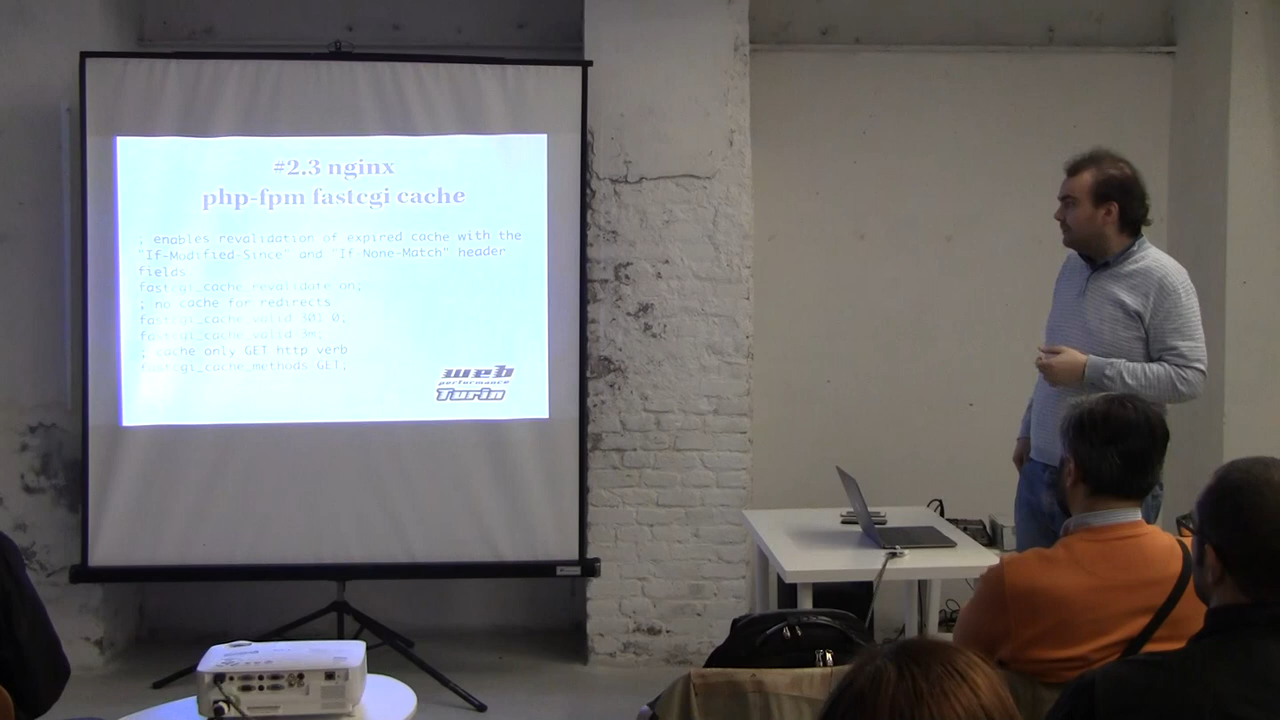 #2.3 nginx
php-fpm fastcgi cache
; enables revalidation of expired cache with the
"If-Modified-Since" and "If-None-Match" header
fields
fastcgi_cache_revalidate on;
; no cache for redirects
fastcgi_cache_valid 301 0;
fastcgi_cache_valid 3m;
; cache only GET http verb
fastcgi_cache_methods GET;
web
performance
Turin